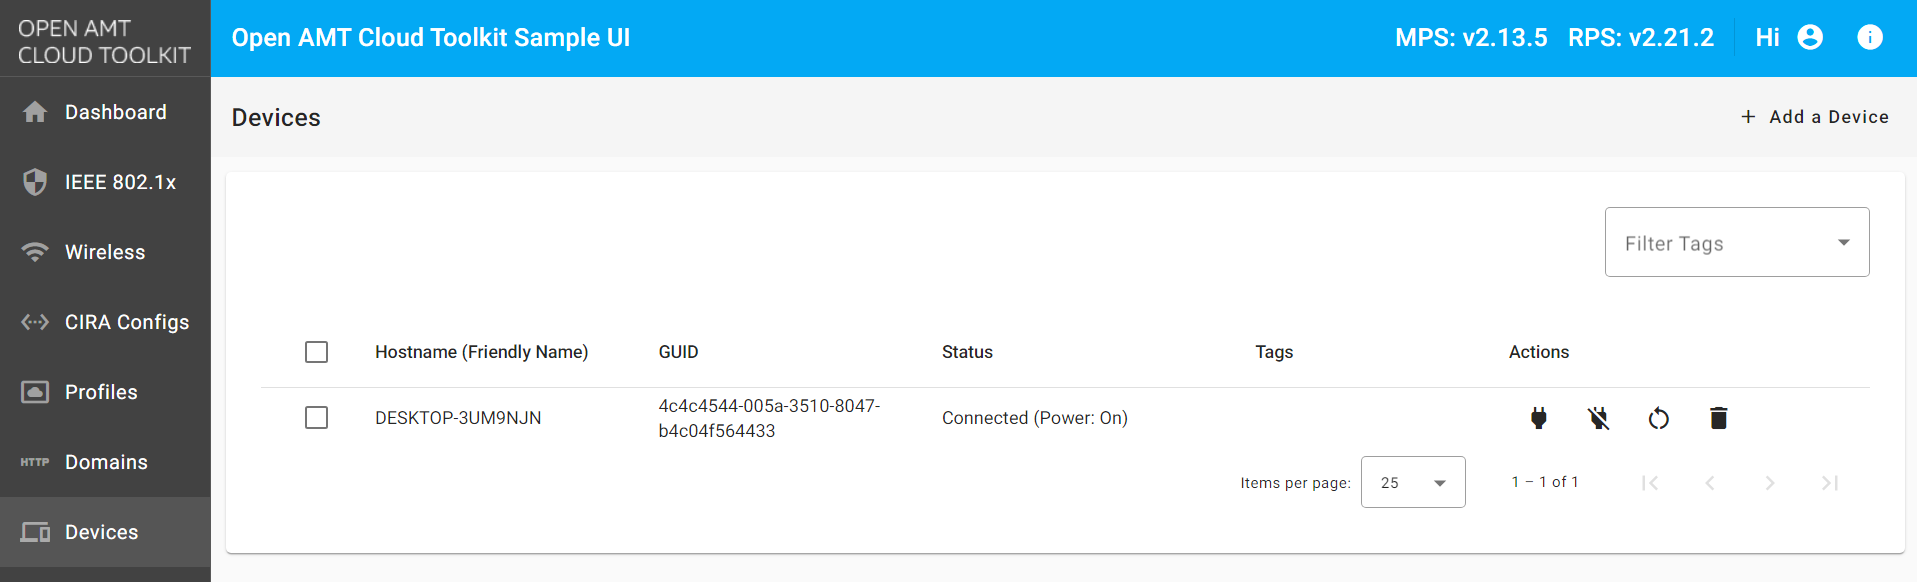 OPEN AMT
CLOUD TOOLKIT
Open AMT Cloud Toolkit Sample UI
MPS: v2.13.5 RPS: v2.21.2 Hi
Dashboard
IEEE 802.1x
Wireless
CIRA Configs
Profiles
HTTP Domains
Devices
Devices
+ Add a Device
Filter Tags
Hostname (Friendly Name) GUID Status Tags Actions
DESKTOP-3UM9NJN 4c4c4544-005a-3510-8047-
b4c04f564433 Connected (Power: On)
Items per page: 25 1 – 1 of 1